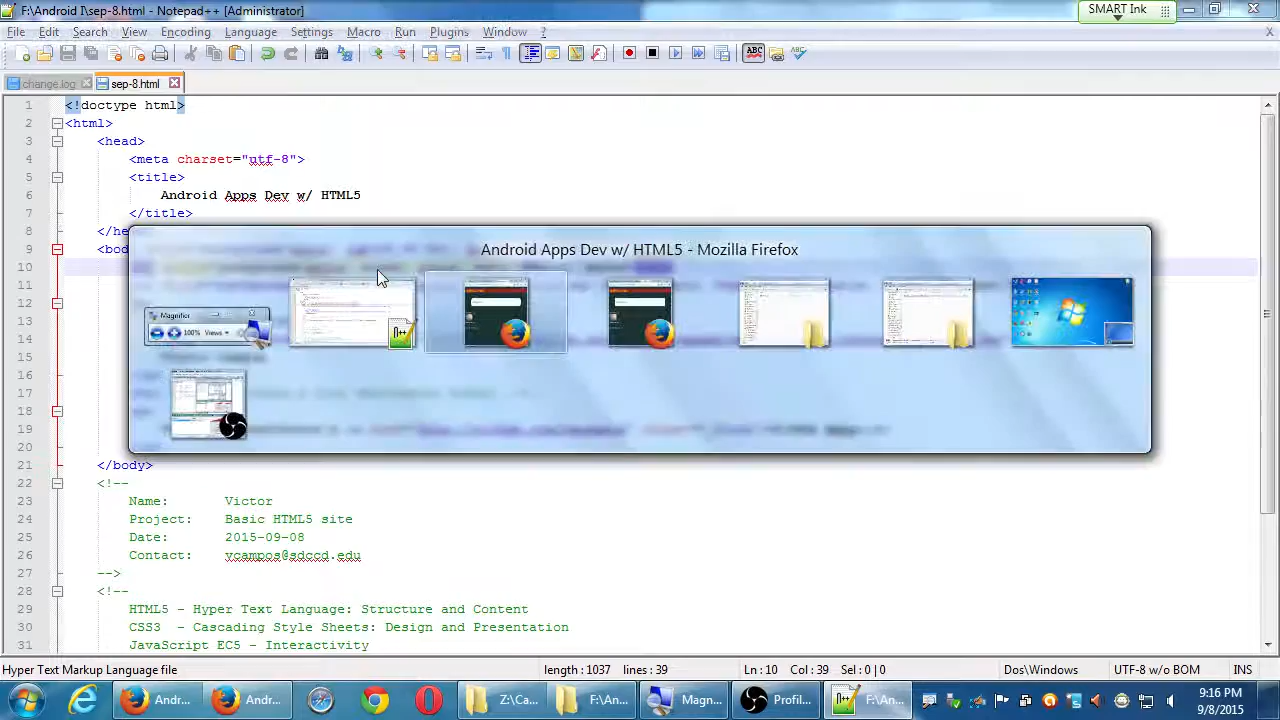 F:\Android I\sep-8.html - Notepad++ [Administrator]
SMART Ink
File Edit Search View Encoding Language Settings Macro Run Plugins Window ? X
change.log sep-8.html
1 <!doctype html>
2 <html>
3 <head>
4 <meta charset="utf-8">
5 <title>
6 Android Apps Dev w/ HTML5
7 </title>
8 </h
9 <bod
10
11
12
13
14
15
16
17
18
19
20
Android Apps Dev w/ HTML5 - Mozilla Firefox
Magnifier
100% Views
21 </body>
22 <!--
23 Name: Victor
24 Project: Basic HTML5 site
25 Date: 2015-09-08
26 Contact: vcampos@sdccd.edu
27 -->
28 <!--
29 HTML5 - Hyper Text Language: Structure and Content
30 CSS3 - Cascading Style Sheets: Design and Presentation
31 JavaScript EC5 - Interactivity
Hyper Text Markup Language file length : 1037 lines : 39 Ln : 10 Col : 39 Sel : 0 | 0 Dos\Windows UTF-8 w/o BOM INS
Andr... Andr... Z:\Ca... F:\An... Magn... Profil... F:\An...
9:16 PM
9/8/2015